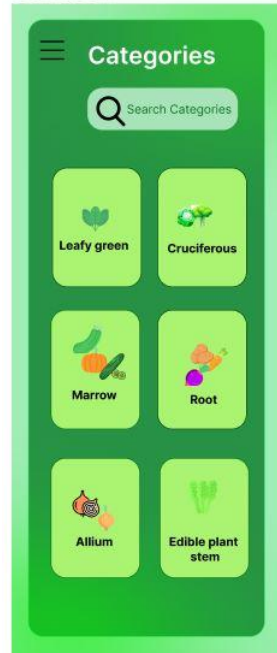 Categories
Search Categories
Leafy green
Cruciferous
Marrow
Root
Allium
Edible plant
stem